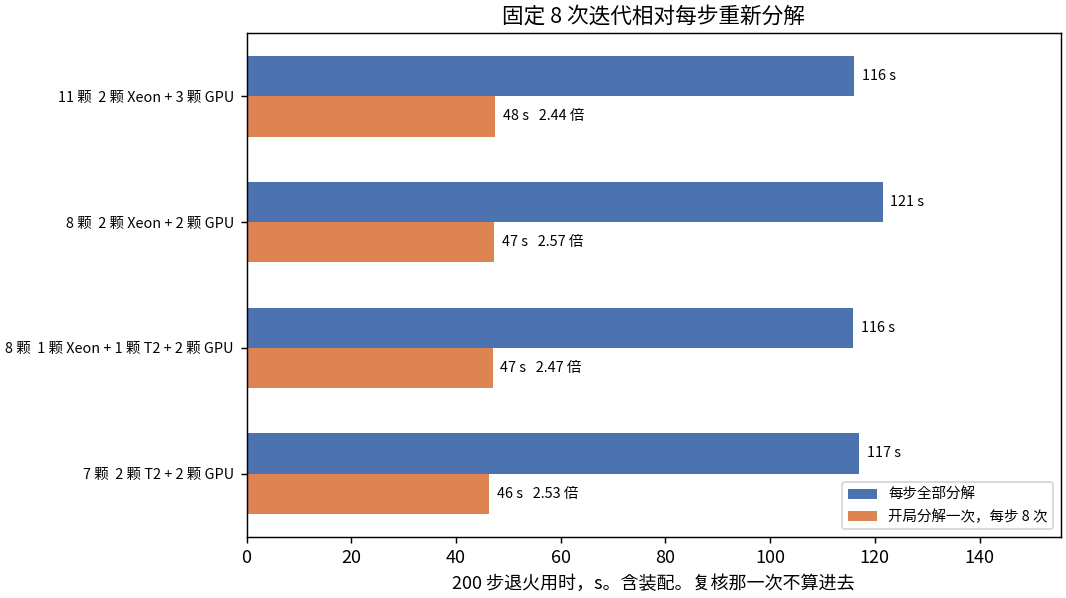 固定 8 次迭代相对每步重新分解
11 颗 2 颗 Xeon + 3 颗 GPU
116 s
48 s 2.44 倍
8 颗 2 颗 Xeon + 2 颗 GPU
121 s
47 s 2.57 倍
8 颗 1 颗 Xeon + 1 颗 T2 + 2 颗 GPU
116 s
47 s 2.47 倍
7 颗 2 颗 T2 + 2 颗 GPU
117 s
46 s 2.53 倍
每步全部分解
开局分解一次，每步 8 次
0 20 40 60 80 100 120 140
200 步退火用时，s。含装配。复核那一次不算进去